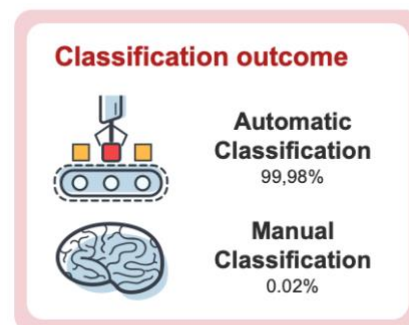 Classification outcome
Automatic
Classification
99,98%
Manual
Classification
0.02%